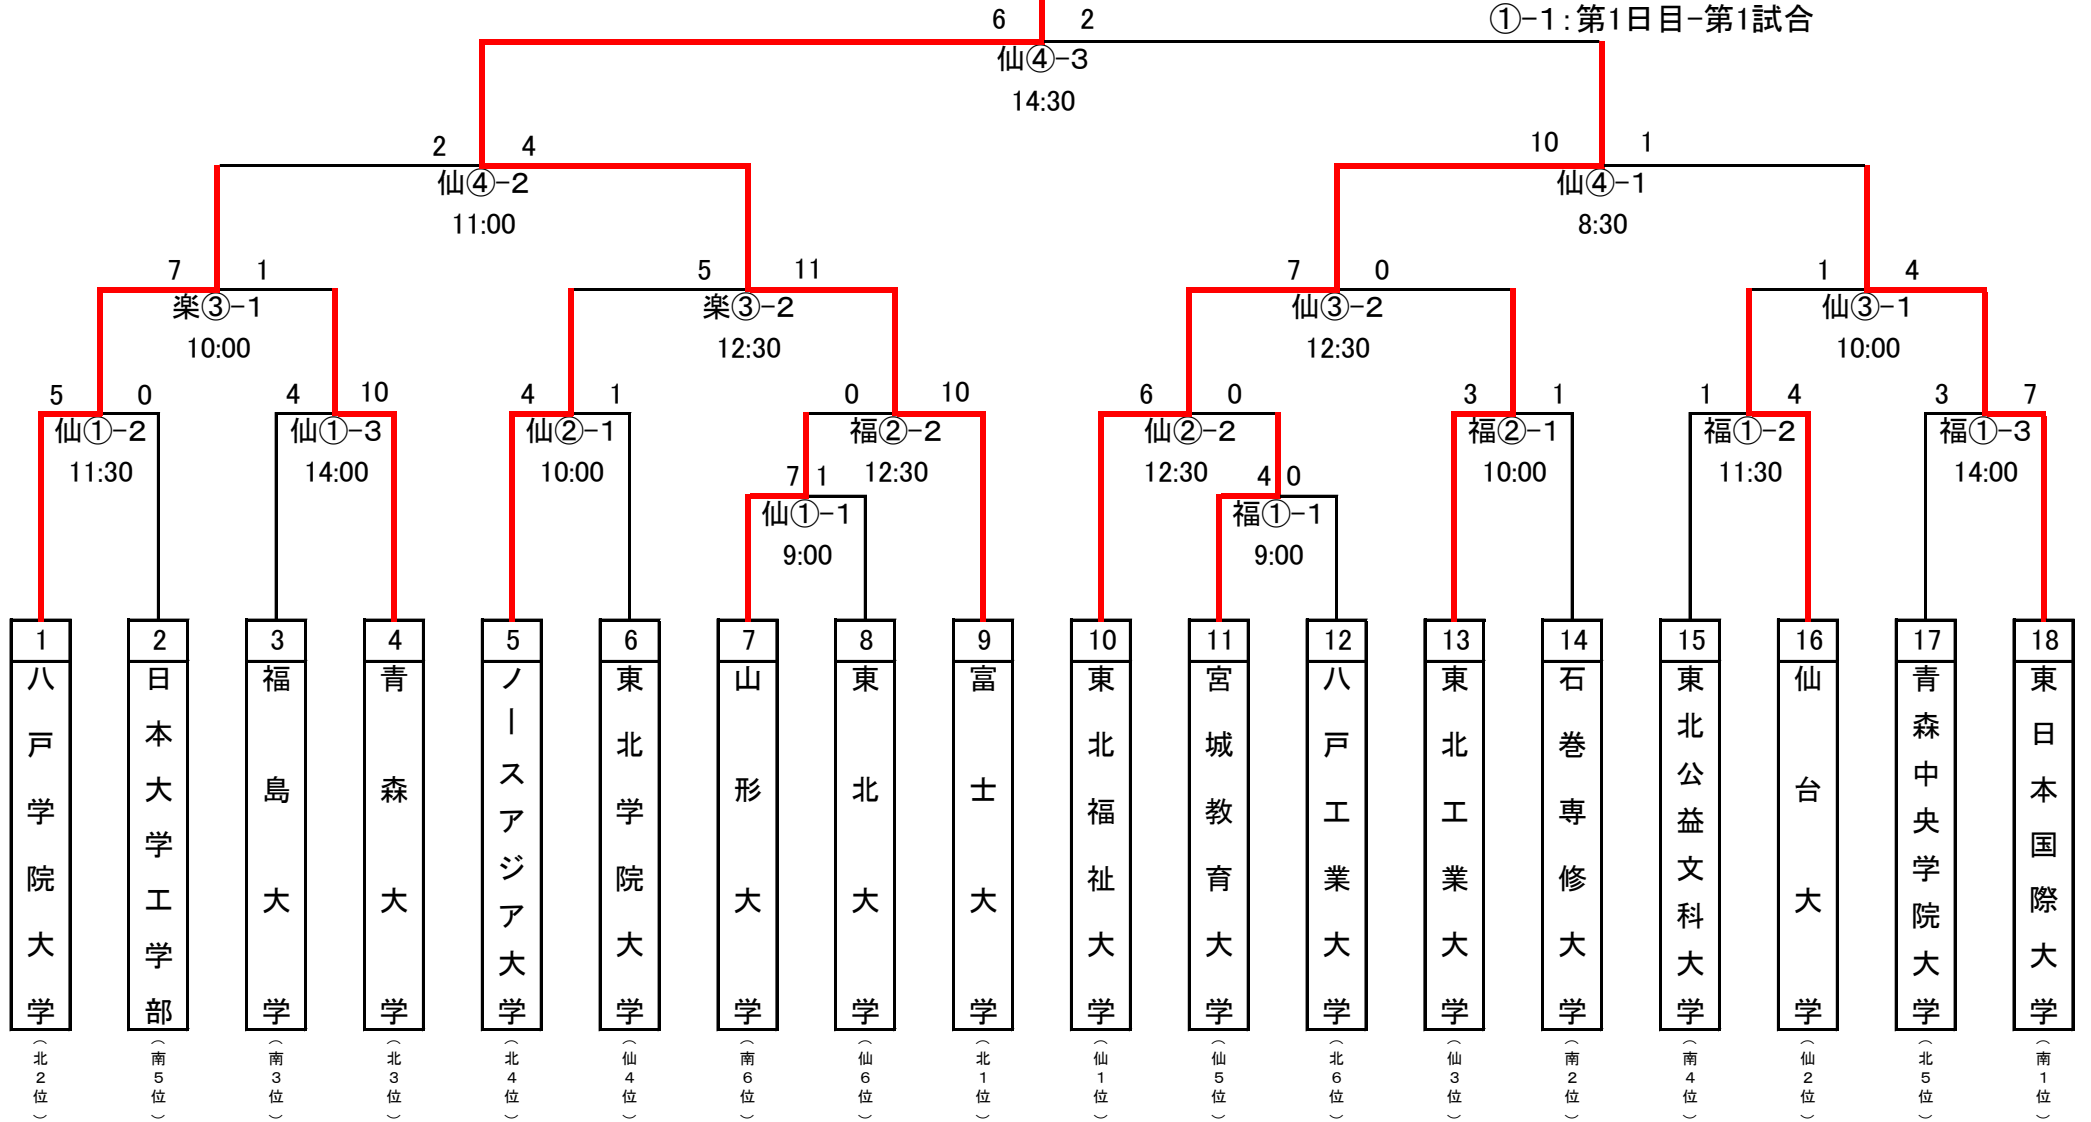 6 2 ①-1:第1日目-第1試合
仙④-3
14:30
2 4 10 1
仙④-2 仙④-1
11:00 8:30
7 1 5 11 7 0 1 4
楽③-1 楽③-2 仙③-2 仙③-1
10:00 12:30 12:30 10:00
5 0 4 10 4 1 0 10 6 0 3 1 1 4 3 7
仙①-2 仙①-3 仙②-1 福②-2 仙②-2 福②-1 福①-2 福①-3
11:30 14:00 10:00 12:30 12:30 10:00 11:30 14:00
7 1 4 0
仙①-1 福①-1
9:00 9:00
1 2 3 4 5 6 7 8 9 10 11 12 13 14 15 16 17 18
八戸学院大学
日本大学工学部
福島大学
青森大学
ノースアジア大学
東北学院大学
山形大学
東北大学
富士大学
東北福祉大学
宮城教育大学
八戸工業大学
東北工業大学
石巻専修大学
東北公益文科大学
仙台大学
青森中央学院大学
東日本国際大学
(北2位)
(南5位)
(南3位)
(北3位)
(北4位)
(仙4位)
(南6位)
(仙6位)
(北1位)
(仙1位)
(仙5位)
(北6位)
(仙3位)
(南2位)
(南4位)
(仙2位)
(北5位)
(南1位)